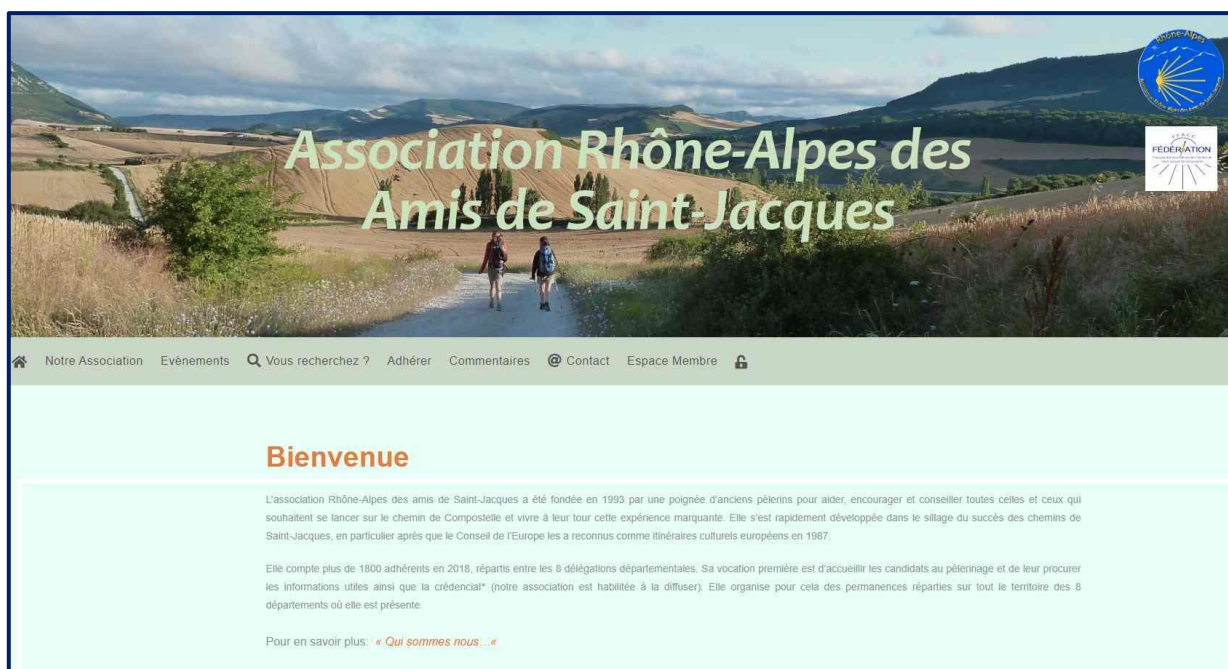 Association Rhône-Alpes des
Amis de Saint-Jacques
Rhône-Alpes
FFACC
FÉDÉRATION
Notre Association Evènements Vous recherchez ? Adhérer Commentaires @ Contact Espace Membre
Bienvenue
L'association Rhône-Alpes des amis de Saint-Jacques a été fondée en 1993 par une poignée d'anciens pèlerins pour aider, encourager et conseiller toutes celles et ceux qui
souhaitent se lancer sur le chemin de Compostelle et vivre à leur tour cette expérience marquante. Elle s'est rapidement développée dans le sillage du succès des chemins de
Saint-Jacques, en particulier après que le Conseil de l'Europe les a reconnus comme itinéraires culturels européens en 1987.
Elle compte plus de 1800 adhérents en 2018, répartis entre les 8 délégations départementales. Sa vocation première est d'accueillir les candidats au pèlerinage et de leur procurer
les informations utiles ainsi que la crédencial* (notre association est habilitée à la diffuser). Elle organise pour cela des permanences réparties sur tout le territoire des 8
départements où elle est présente.
Pour en savoir plus: « Qui sommes nous…«